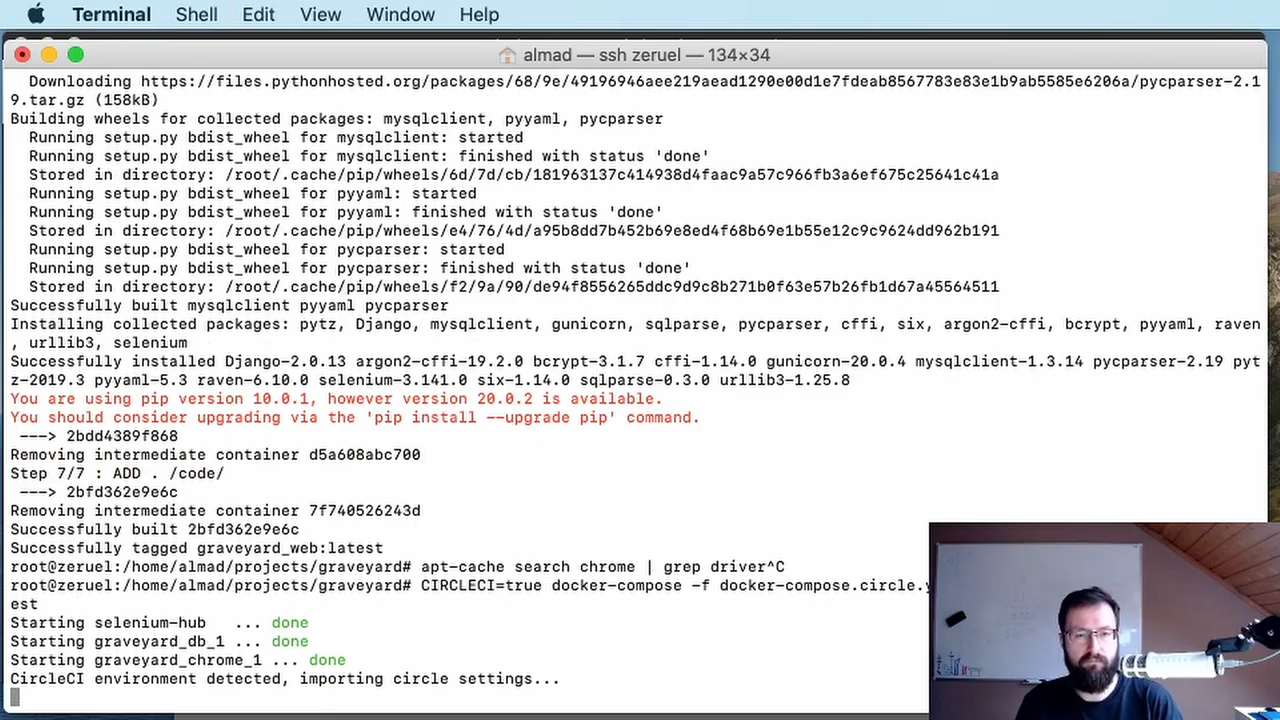 Terminal Shell Edit View Window Help
almad — ssh zeruel — 134×34
Downloading https://files.pythonhosted.org/packages/68/9e/49196946aee219aead1290e00d1e7fdeab8567783e83e1b9ab5585e6206a/pycparser-2.1
9.tar.gz (158kB)
Building wheels for collected packages: mysqlclient, pyyaml, pycparser
Running setup.py bdist_wheel for mysqlclient: started
Running setup.py bdist_wheel for mysqlclient: finished with status 'done'
Stored in directory: /root/.cache/pip/wheels/6d/7d/cb/181963137c414938d4faac9a57c966fb3a6ef675c25641c41a
Running setup.py bdist_wheel for pyyaml: started
Running setup.py bdist_wheel for pyyaml: finished with status 'done'
Stored in directory: /root/.cache/pip/wheels/e4/76/4d/a95b8dd7b452b69e8ed4f68b69e1b55e12c9c9624dd962b191
Running setup.py bdist_wheel for pycparser: started
Running setup.py bdist_wheel for pycparser: finished with status 'done'
Stored in directory: /root/.cache/pip/wheels/f2/9a/90/de94f8556265ddc9d9c8b271b0f63e57b26fb1d67a45564511
Successfully built mysqlclient pyyaml pycparser
Installing collected packages: pytz, Django, mysqlclient, gunicorn, sqlparse, pycparser, cffi, six, argon2-cffi, bcrypt, pyyaml, raven
, urllib3, selenium
Successfully installed Django-2.0.13 argon2-cffi-19.2.0 bcrypt-3.1.7 cffi-1.14.0 gunicorn-20.0.4 mysqlclient-1.3.14 pycparser-2.19 pyt
z-2019.3 pyyaml-5.3 raven-6.10.0 selenium-3.141.0 six-1.14.0 sqlparse-0.3.0 urllib3-1.25.8
You are using pip version 10.0.1, however version 20.0.2 is available.
You should consider upgrading via the 'pip install --upgrade pip' command.
---> 2bdd4389f868
Removing intermediate container d5a608abc700
Step 7/7 : ADD . /code/
---> 2bfd362e9e6c
Removing intermediate container 7f740526243d
Successfully built 2bfd362e9e6c
Successfully tagged graveyard_web:latest
root@zeruel:/home/almad/projects/graveyard# apt-cache search chrome | grep driver^C
root@zeruel:/home/almad/projects/graveyard# CIRCLECI=true docker-compose -f docker-compose.circle.
est
Starting selenium-hub ... done
Starting graveyard_db_1 ... done
Starting graveyard_chrome_1 ... done
CircleCI environment detected, importing circle settings...